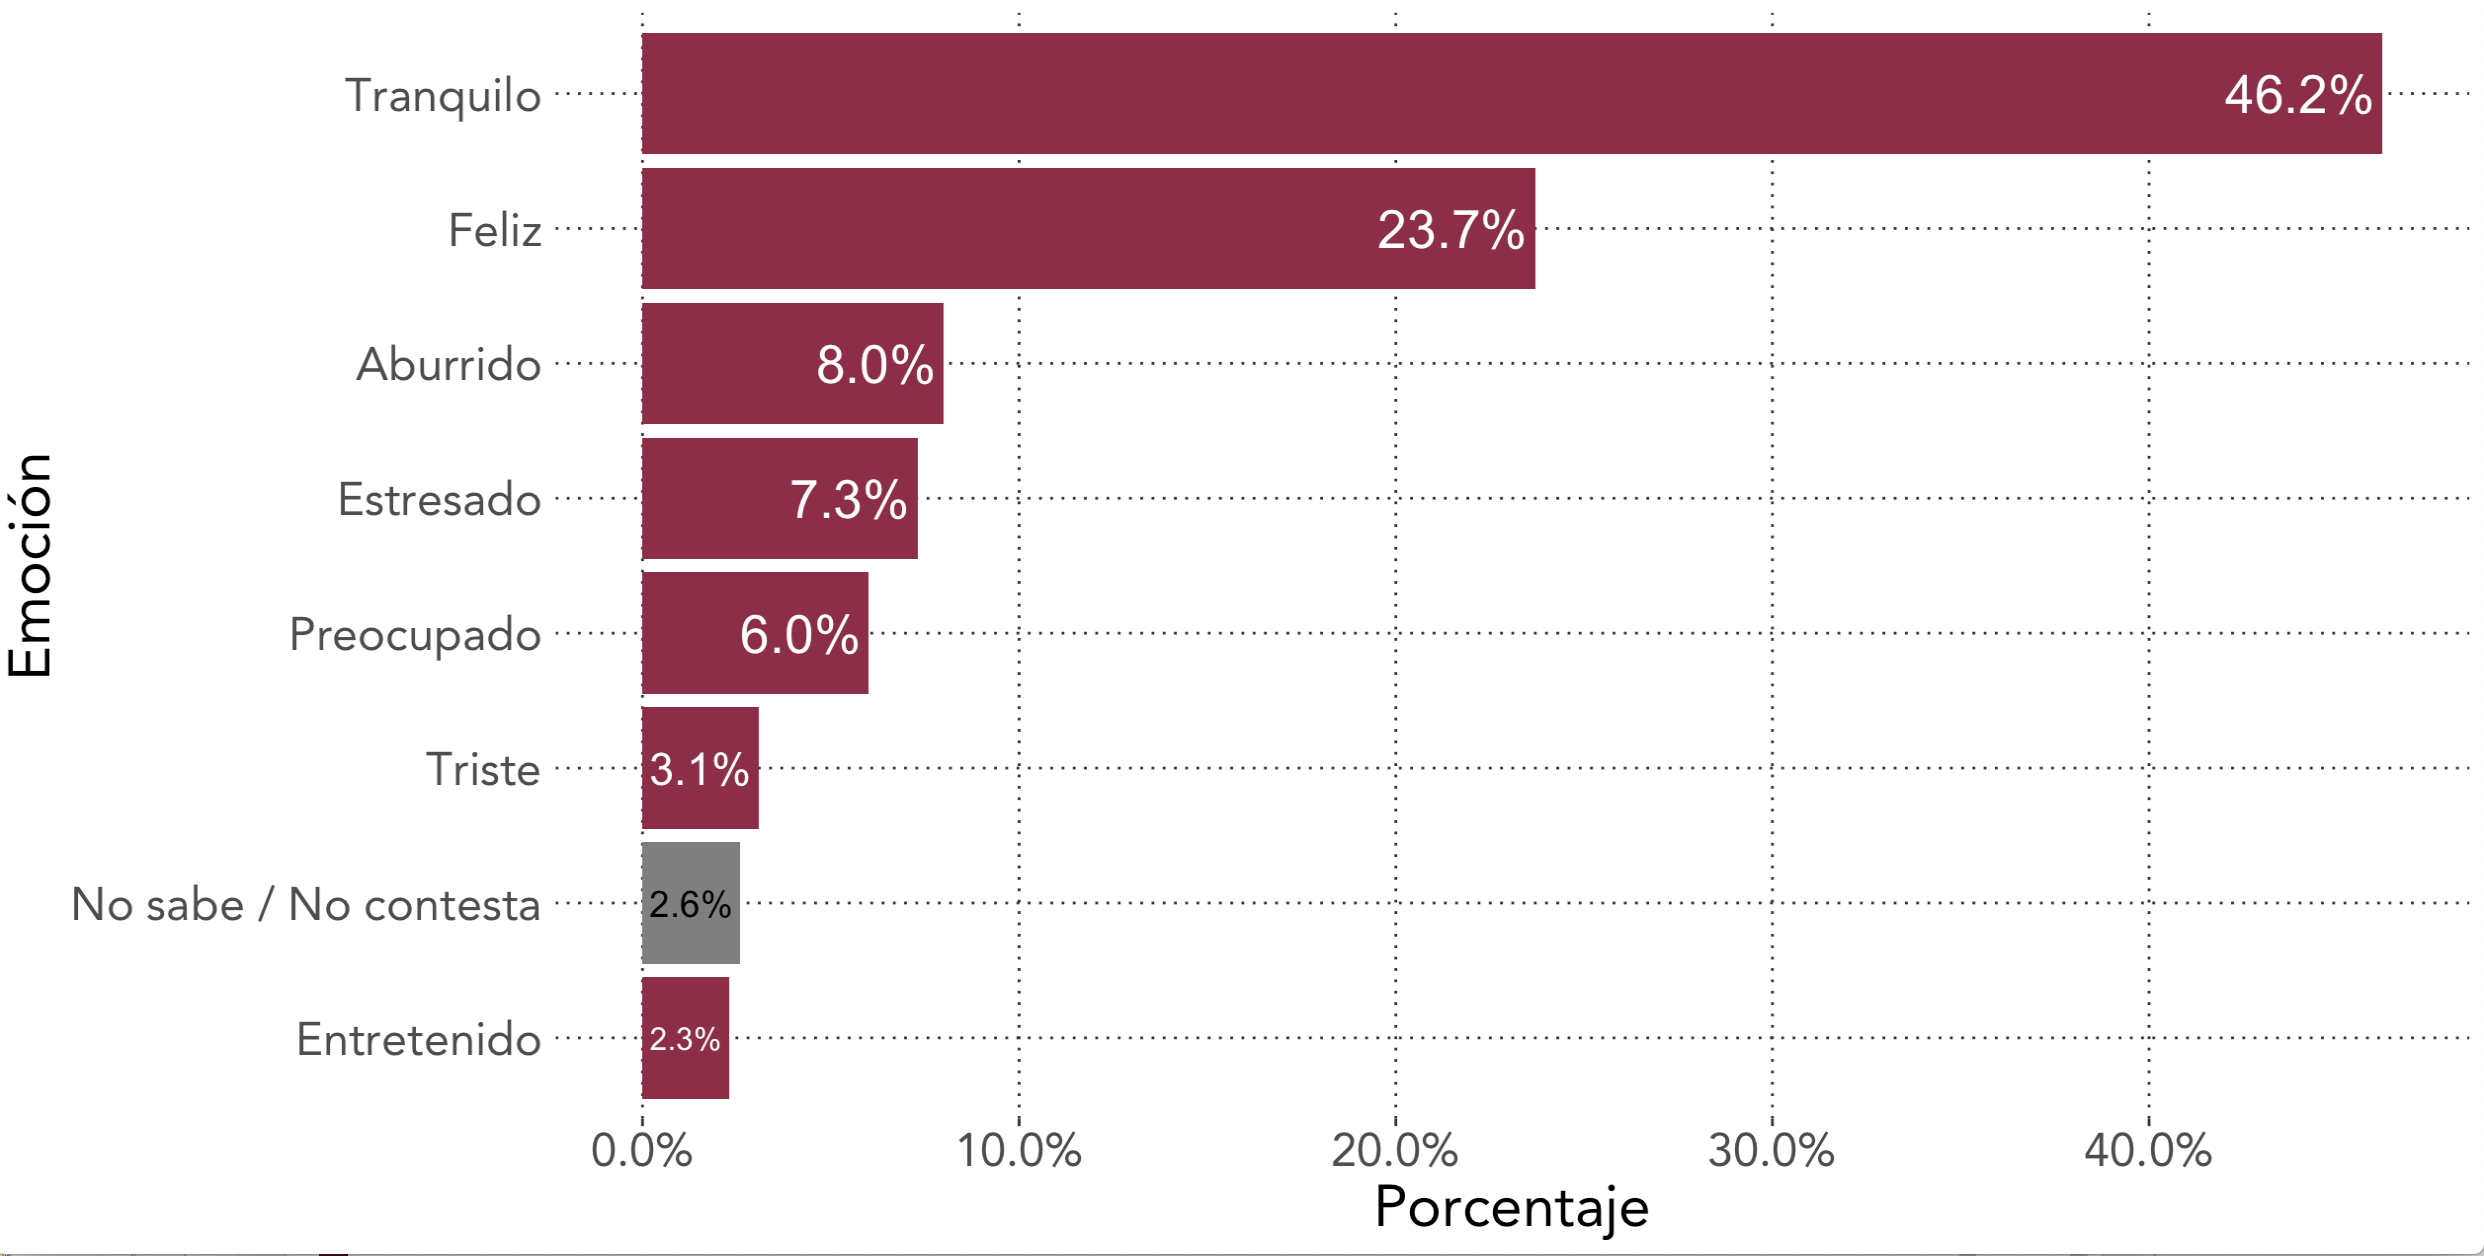 Emoción
Tranquilo 46.2%
Feliz 23.7%
Aburrido 8.0%
Estresado 7.3%
Preocupado 6.0%
Triste 3.1%
No sabe / No contesta 2.6%
Entretenido 2.3%
0.0% 10.0% 20.0% 30.0% 40.0%
Porcentaje